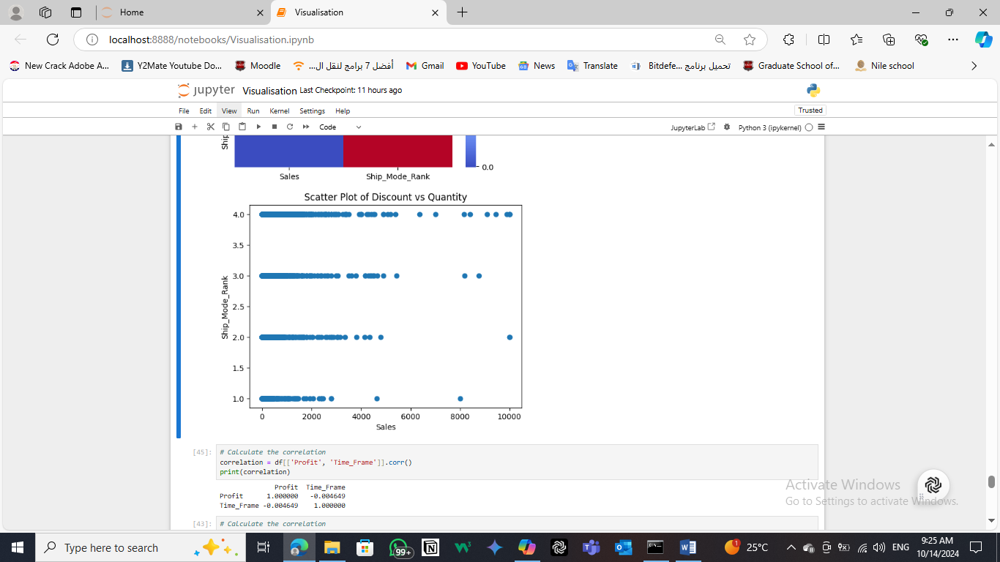 Home
Visualisation
localhost:8888/notebooks/Visualisation.ipynb
New Crack Adobe A... Y2Mate Youtube Do... Moodle أفضل 7 برامج لنقل ال... Gmail YouTube News Translate تحميل برنامج Bitdefe... Graduate School of... Nile school
jupyter Visualisation Last Checkpoint: 11 hours ago
File Edit View Run Kernel Settings Help Trusted
Code JupyterLab Python 3 (ipykernel)
Ship
0.0
Sales Ship_Mode_Rank
Scatter Plot of Discount vs Quantity
4.0
3.5
3.0
2.5
2.0
1.5
1.0
Ship_Mode_Rank
0 2000 4000 6000 8000 10000
Sales
[45]: # Calculate the correlation
correlation = df[['Profit', 'Time_Frame']].corr()
print(correlation)
Profit Time_Frame
Profit 1.000000 -0.004649
Time_Frame -0.004649 1.000000
[43]: # Calculate the correlation
Activate Windows
Go to Settings to activate Windows.
Type here to search
99+
1
25°C
ENG
9:25 AM
10/14/2024